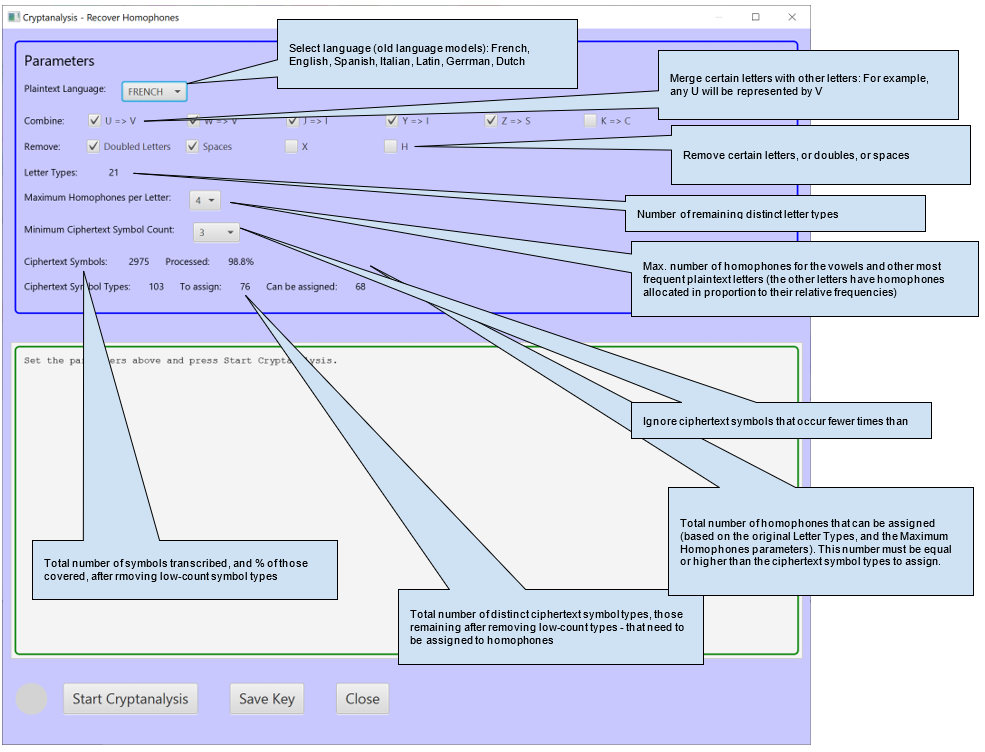 Cryptanalysis - Recover Homophones
Parameters
Select language (old language models): French,
English, Spanish, Italian, Latin, Gerrman, Dutch
Plaintext Language: FRENCH
Merge certain letters with other letters: For example,
any U will be represented by V
Combine: U => V W => V J => I Y => I Z => S K => C
Remove: Doubled Letters Spaces X H
Remove certain letters, or doubles, or spaces
Letter Types: 21
Number of remaining distinct letter types
Maximum Homophones per Letter: 4
Minimum Ciphertext Symbol Count: 3
Max. number of homophones for the vowels and other most
frequent plaintext letters (the other letters have homophones
allocated in proportion to their relative frequencies)
Ciphertext Symbols: 2975 Processed: 98.8%
Ciphertext Symbol Types: 103 To assign: 76 Can be assigned: 68
Set the parameters above and press Start Cryptanalysis.
Ignore ciphertext symbols that occur fewer times than
Total number of homophones that can be assigned
(based on the original Letter Types, and the Maximum
Homophones parameters). This number must be equal
or higher than the ciphertext symbol types to assign.
Total number of symbols transcribed, and % of those
covered, after rmoving low-count symbol types
Total number of distinct ciphertext symbol types, those
remaining after removing low-count types - that need to
be assigned to homophones
Start Cryptanalysis Save Key Close